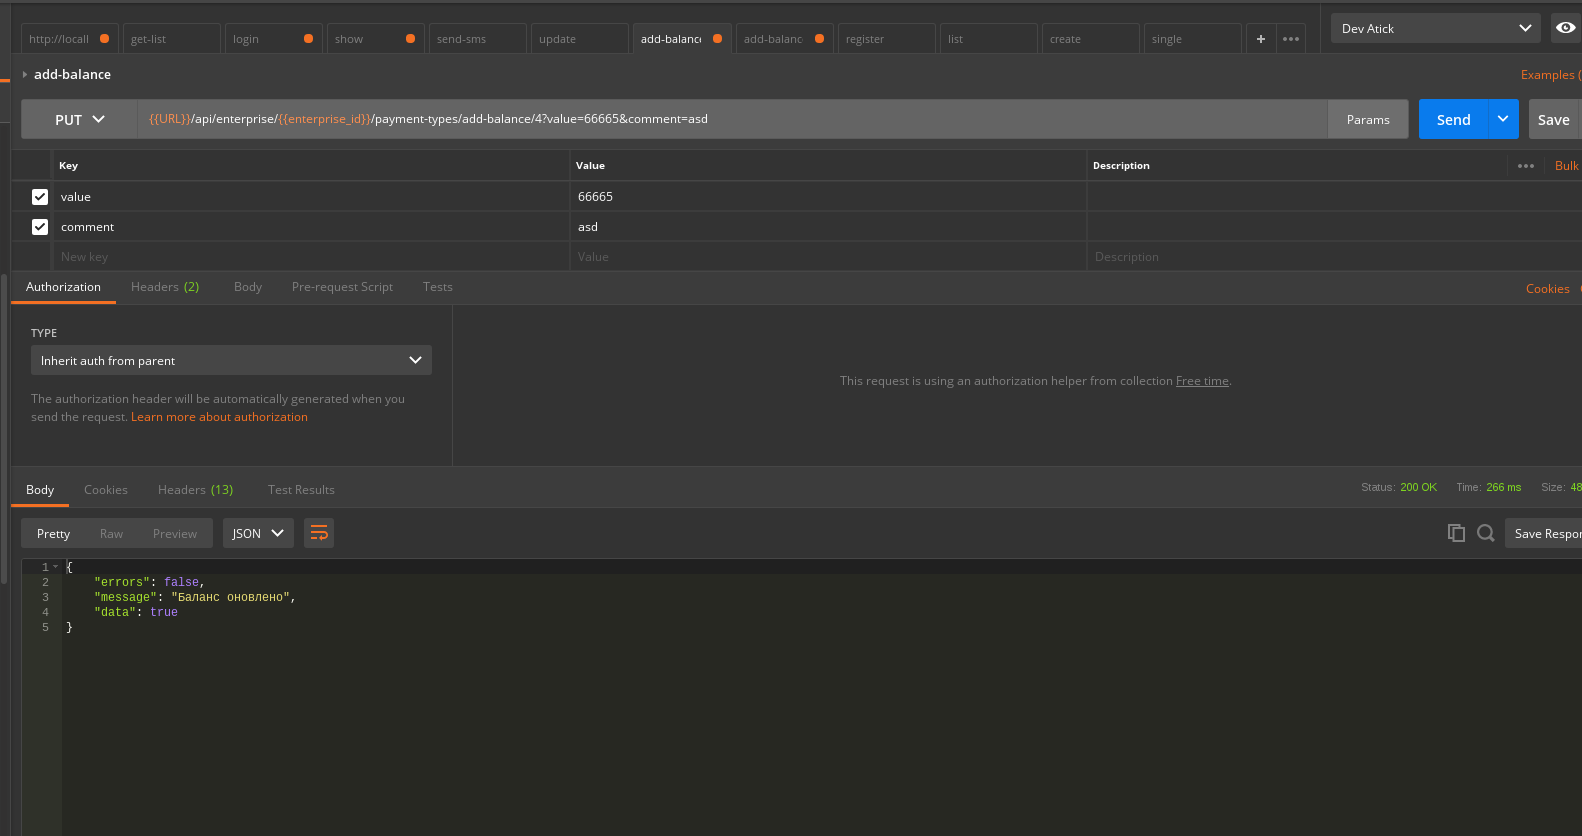 http://locall get-list login show send-sms update add-balanc add-balanc register list create single + ••• Dev Atick
add-balance Examples (
PUT {{URL}}/api/enterprise/{{enterprise_id}}/payment-types/add-balance/4?value=66665&comment=asd Params Send Save
Key Value Description ••• Bulk
value 66665
comment asd
New key Value Description
Authorization Headers (2) Body Pre-request Script Tests Cookies
TYPE
Inherit auth from parent
This request is using an authorization helper from collection Free time.
The authorization header will be automatically generated when you
send the request. Learn more about authorization
Body Cookies Headers (13) Test Results Status: 200 OK Time: 266 ms Size: 48
Pretty Raw Preview JSON Save Respon
1 {
2 "errors": false,
3 "message": "Баланс оновлено",
4 "data": true
5 }